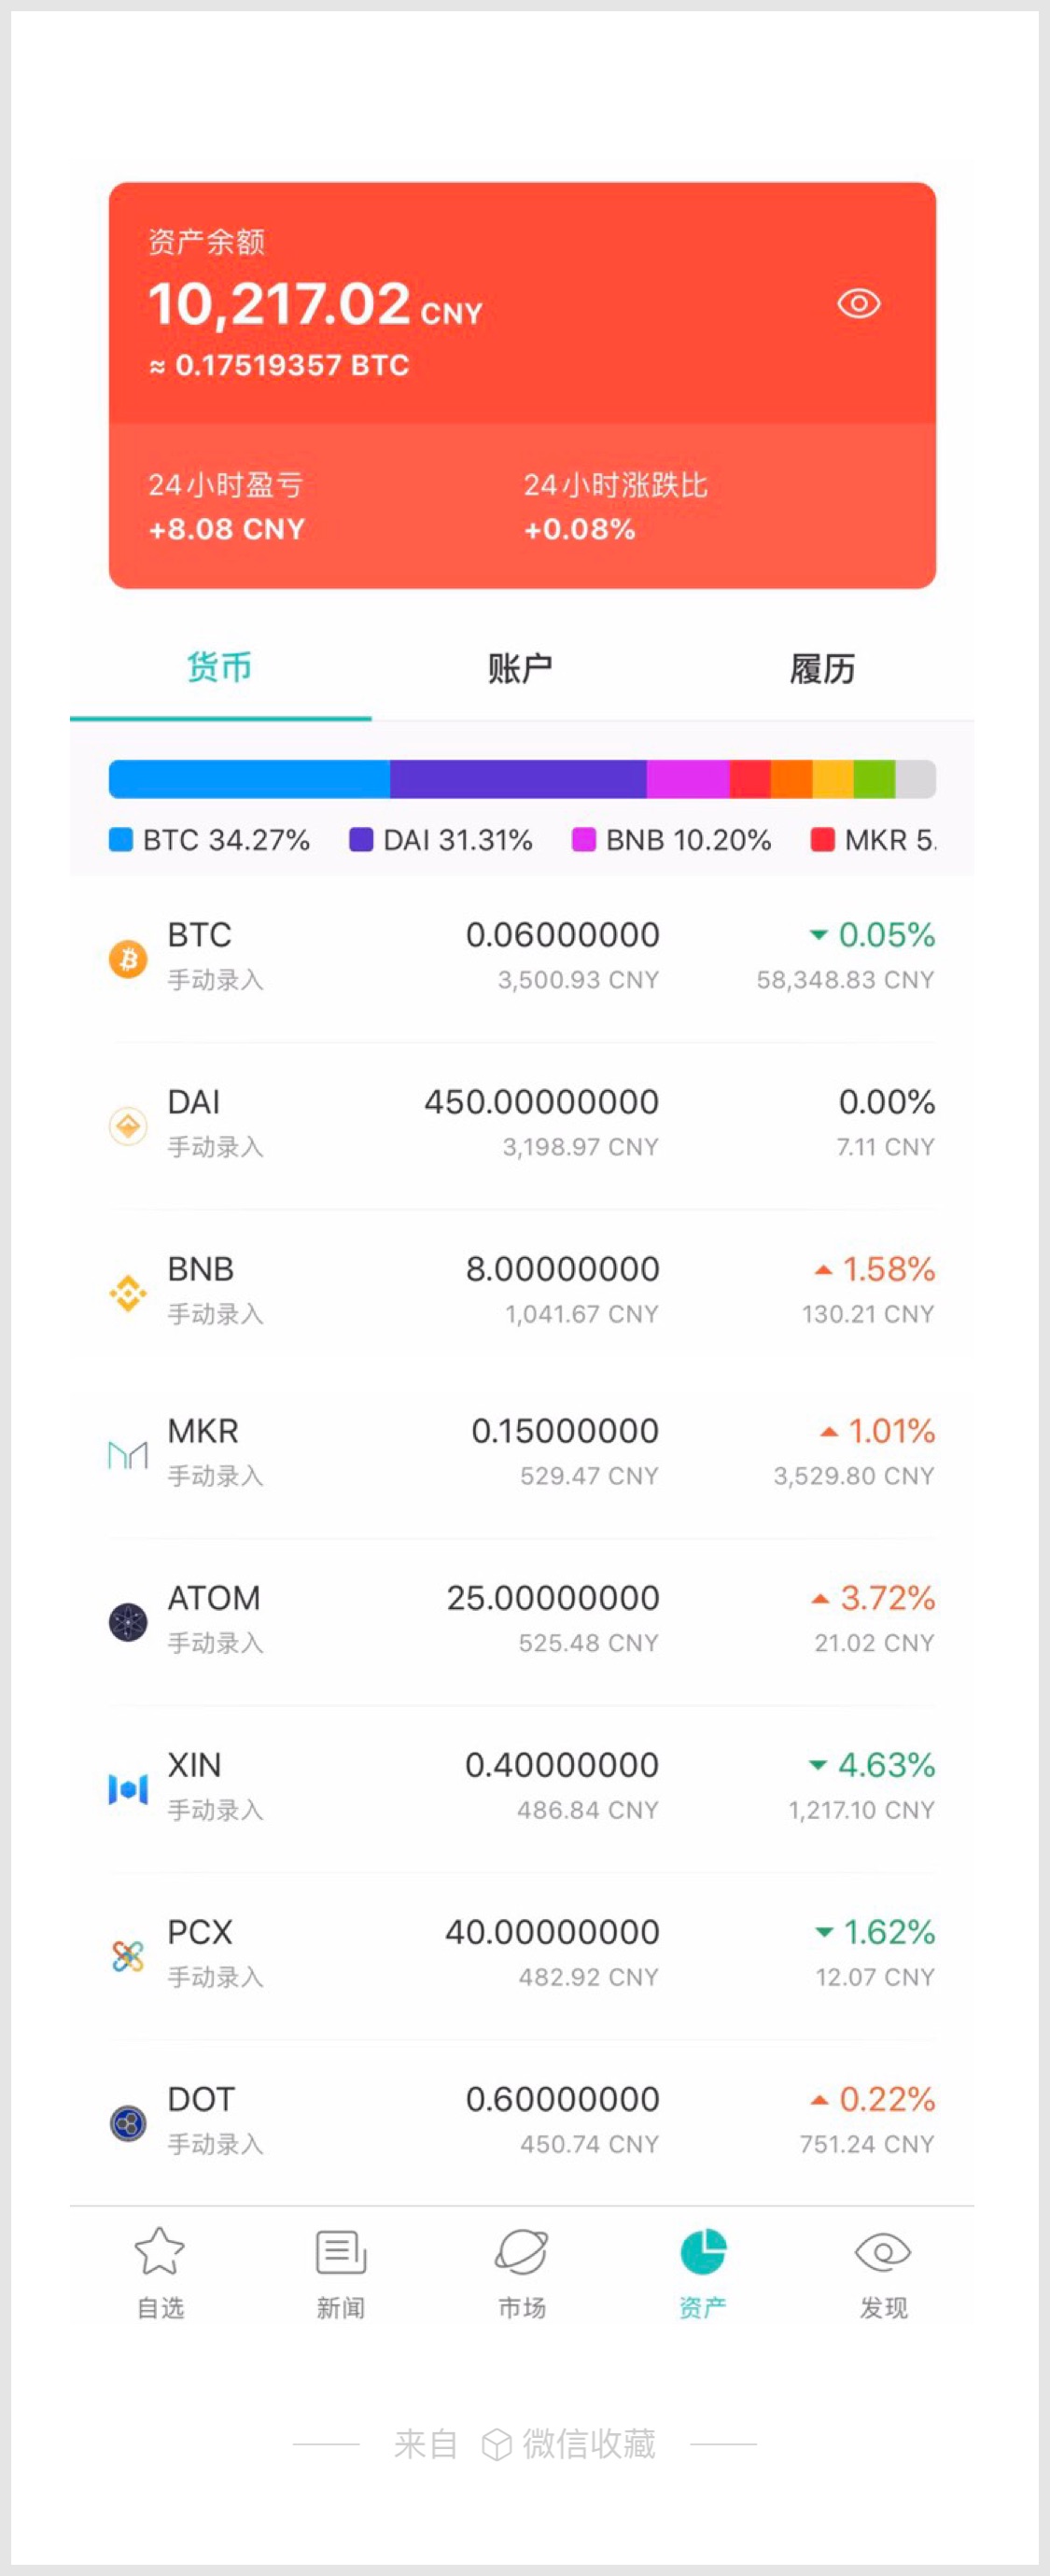 资产余额
10,217.02 CNY
≈ 0.17519357 BTC
24小时盈亏 24小时涨跌比
+8.08 CNY +0.08%
货币 账户 履历
BTC 34.27% DAI 31.31% BNB 10.20% MKR 5.
BTC 0.06000000 0.05%
手动录入 3,500.93 CNY 58,348.83 CNY
DAI 450.00000000 0.00%
手动录入 3,198.97 CNY 7.11 CNY
BNB 8.00000000 1.58%
手动录入 1,041.67 CNY 130.21 CNY
MKR 0.15000000 1.01%
手动录入 529.47 CNY 3,529.80 CNY
ATOM 25.00000000 3.72%
手动录入 525.48 CNY 21.02 CNY
XIN 0.40000000 4.63%
手动录入 486.84 CNY 1,217.10 CNY
PCX 40.00000000 1.62%
手动录入 482.92 CNY 12.07 CNY
DOT 0.60000000 0.22%
手动录入 450.74 CNY 751.24 CNY
自选 新闻 市场 资产 发现
来自 微信收藏